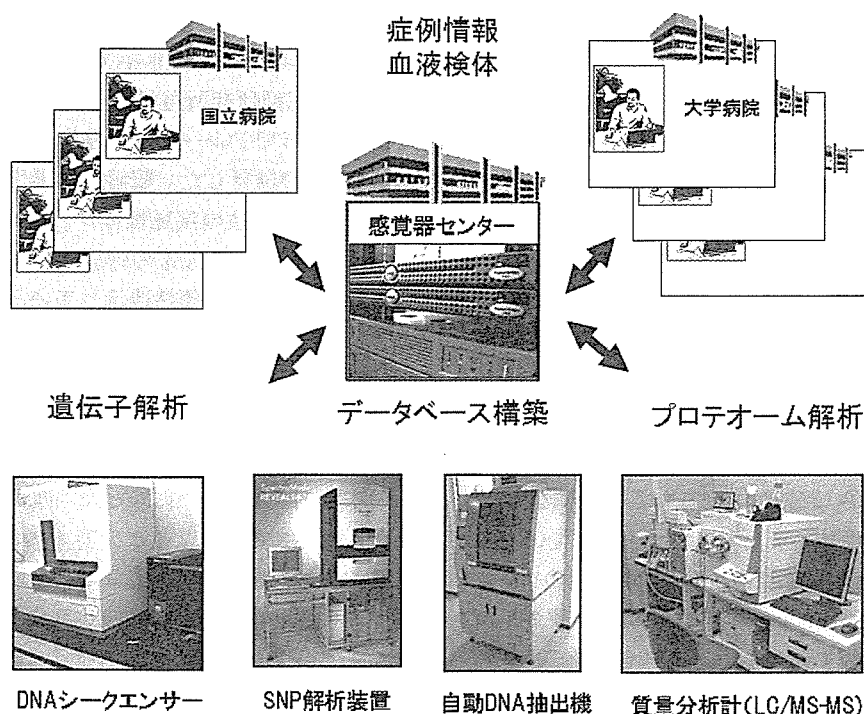 症例情報
血液検体
国立病院
大学病院
感覚器センター
遺伝子解析
データベース構築
プロテオーム解析
DNAシークエンサー
SNP解析装置
自動DNA抽出機
質量分析計(LC/MS-MS)